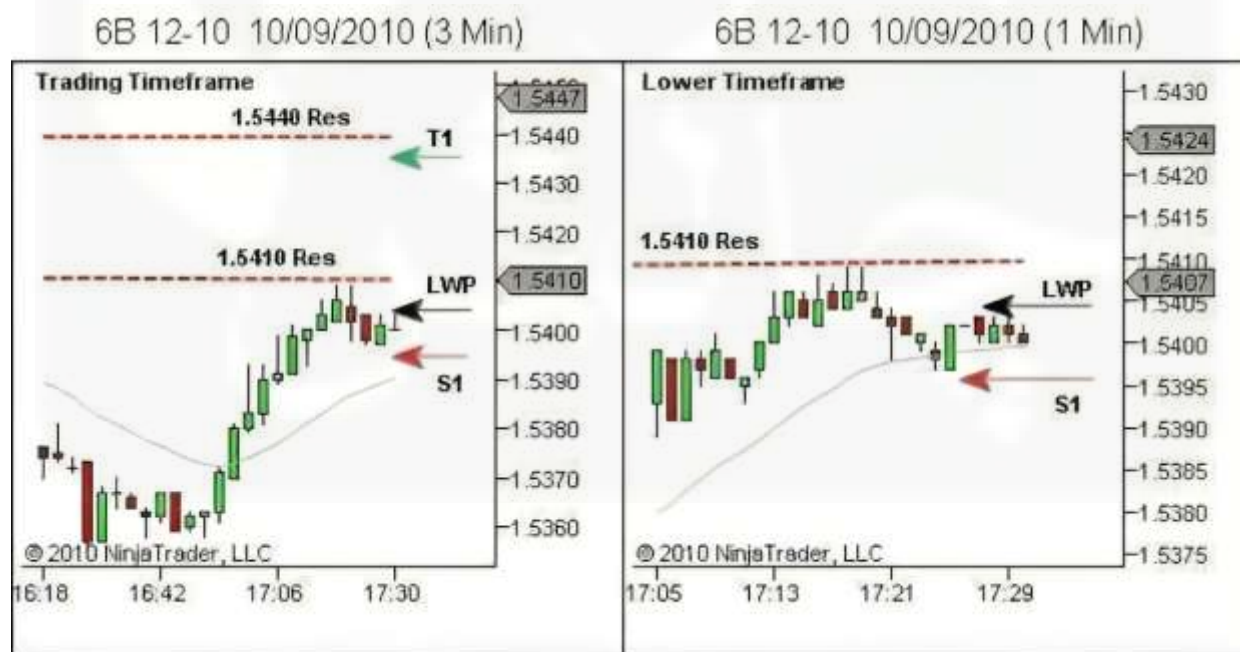 6B 12-10 10/09/2010 (3 Min)
6B 12-10 10/09/2010 (1 Min)
Trading Timeframe
1.5440 Res
T1
1.5410 Res
LWP
S1
1.5447
1.5440
1.5430
1.5420
1.5410
1.5400
1.5390
1.5380
1.5370
1.5360
© 2010 NinjaTrader, LLC
16:18
16:42
17:06
17:30
Lower Timeframe
1.5410 Res
LWP
S1
1.5430
1.5424
1.5420
1.5415
1.5410
1.5407
1.5405
1.5400
1.5395
1.5390
1.5385
1.5380
1.5375
© 2010 NinjaTrader, LLC
17:05
17:13
17:21
17:29